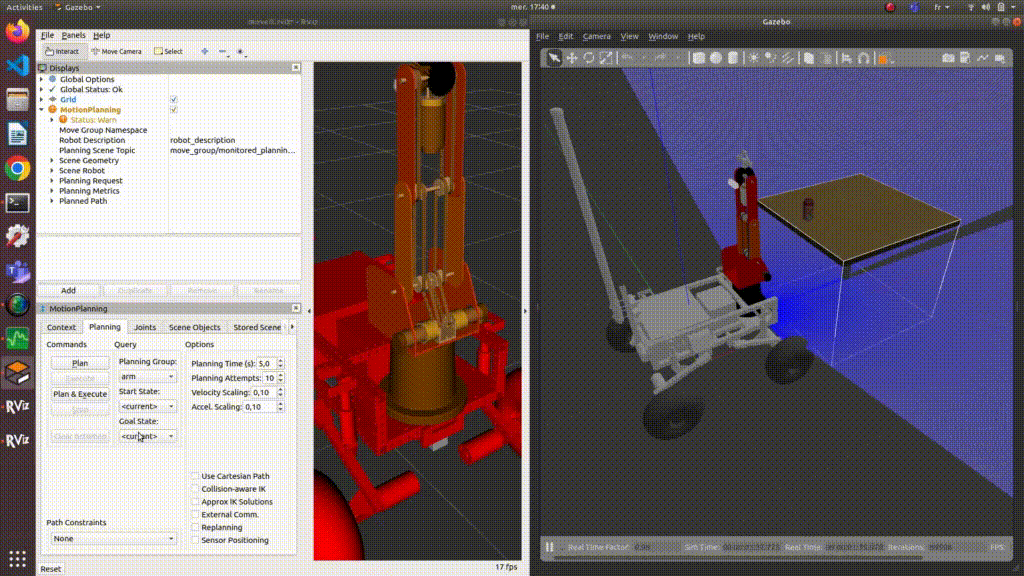 Activities Gazebo mer. 17:40 fr
File Panels Help
Interact Move Camera Select
Displays
Global Options
Global Status: Ok
Grid
MotionPlanning
Status: Warn
Move Group Namespace
Robot Description robot_description
Planning Scene Topic move_group/monitored_plannin...
Scene Geometry
Scene Robot
Planning Request
Planning Metrics
Planned Path
Add Duplicate Remove Rename
MotionPlanning
Context Planning Joints Scene Objects Stored Scene
Commands Query Options
Plan
Execute
Plan & Execute
Stop
Clear octomap
Planning Group:
arm
Start State:
<current>
Goal State:
<current>
Planning Time (s): 5,0
Planning Attempts: 10
Velocity Scaling: 0,10
Accel. Scaling: 0,10
Use Cartesian Path
Collision-aware IK
Approx IK Solutions
External Comm.
Replanning
Sensor Positioning
Path Constraints
None
Reset
17 fps
RViz
RViz
Gazebo
File Edit Camera View Window Help
Real Time Factor: Sim Time: Real Time: Iterations: FPS: